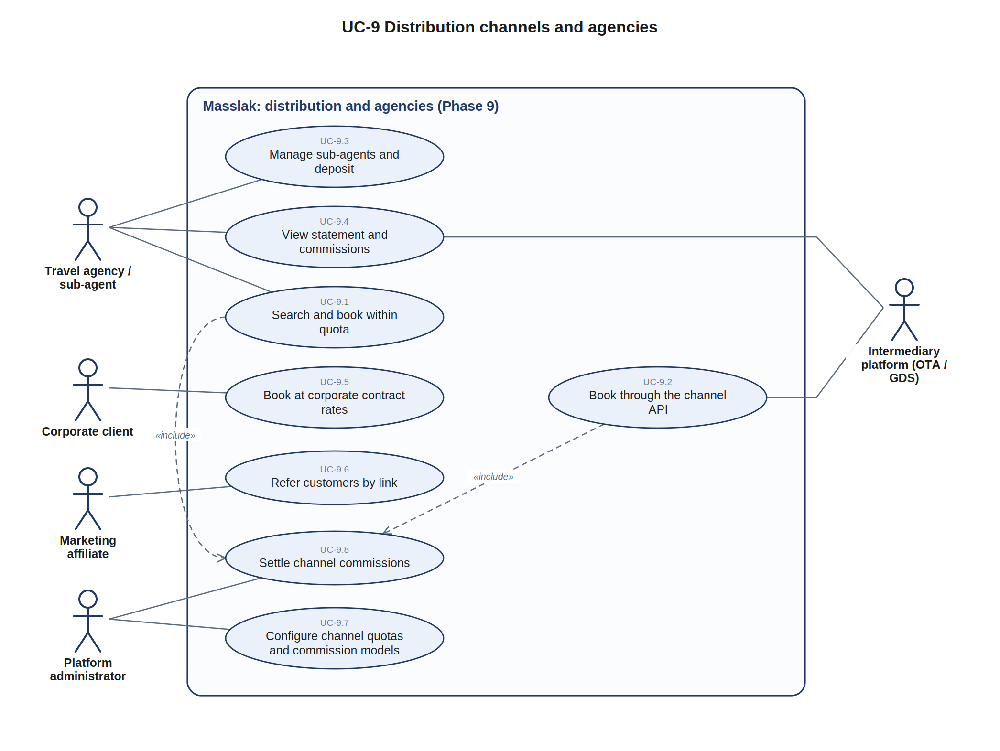 UC-9 Distribution channels and agencies
Masslak: distribution and agencies (Phase 9)
UC-9.3
Manage sub-agents and
deposit
UC-9.4
View statement and
commissions
Travel agency /
sub-agent
UC-9.1
Search and book within
quota
Intermediary
platform (OTA /
GDS)
UC-9.5
Book at corporate contract
rates
UC-9.2
Book through the channel
API
Corporate client
«include»
UC-9.6
Refer customers by link
«include»
Marketing
affiliate
UC-9.8
Settle channel commissions
UC-9.7
Configure channel quotas
and commission models
Platform
administrator